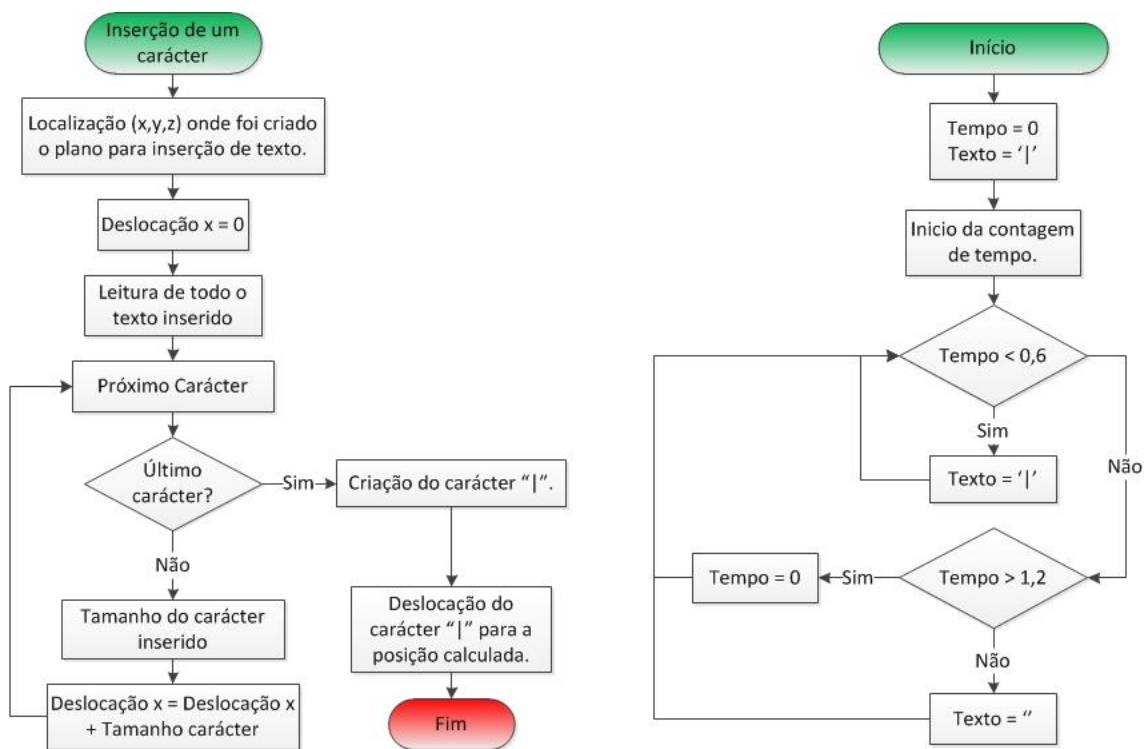 Inserção de um
carácter
Localização (x,y,z) onde foi criado
o plano para inserção de texto.
Deslocação x = 0
Leitura de todo o
texto inserido
Próximo Carácter
Último
carácter?
Sim
Criação do carácter “|”.
Não
Tamanho do carácter
inserido
Deslocação x = Deslocação x
+ Tamanho carácter
Deslocação do
carácter “|” para a
posição calculada.
Fim
Início
Tempo = 0
Texto = ‘|’
Inicio da contagem
de tempo.
Tempo < 0,6
Sim
Texto = ‘|’
Não
Tempo > 1,2
Sim
Tempo = 0
Não
Texto = ‘’